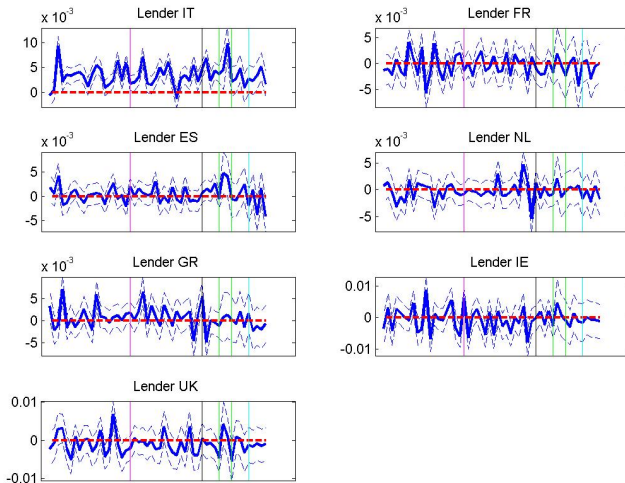 Lender IT
x 10⁻³
10
5
0
Lender FR
x 10⁻³
5
0
-5
Lender ES
x 10⁻³
5
0
-5
Lender NL
x 10⁻³
5
0
-5
Lender GR
x 10⁻³
5
0
-5
Lender IE
0.01
0
-0.01
Lender UK
0.01
0
-0.01